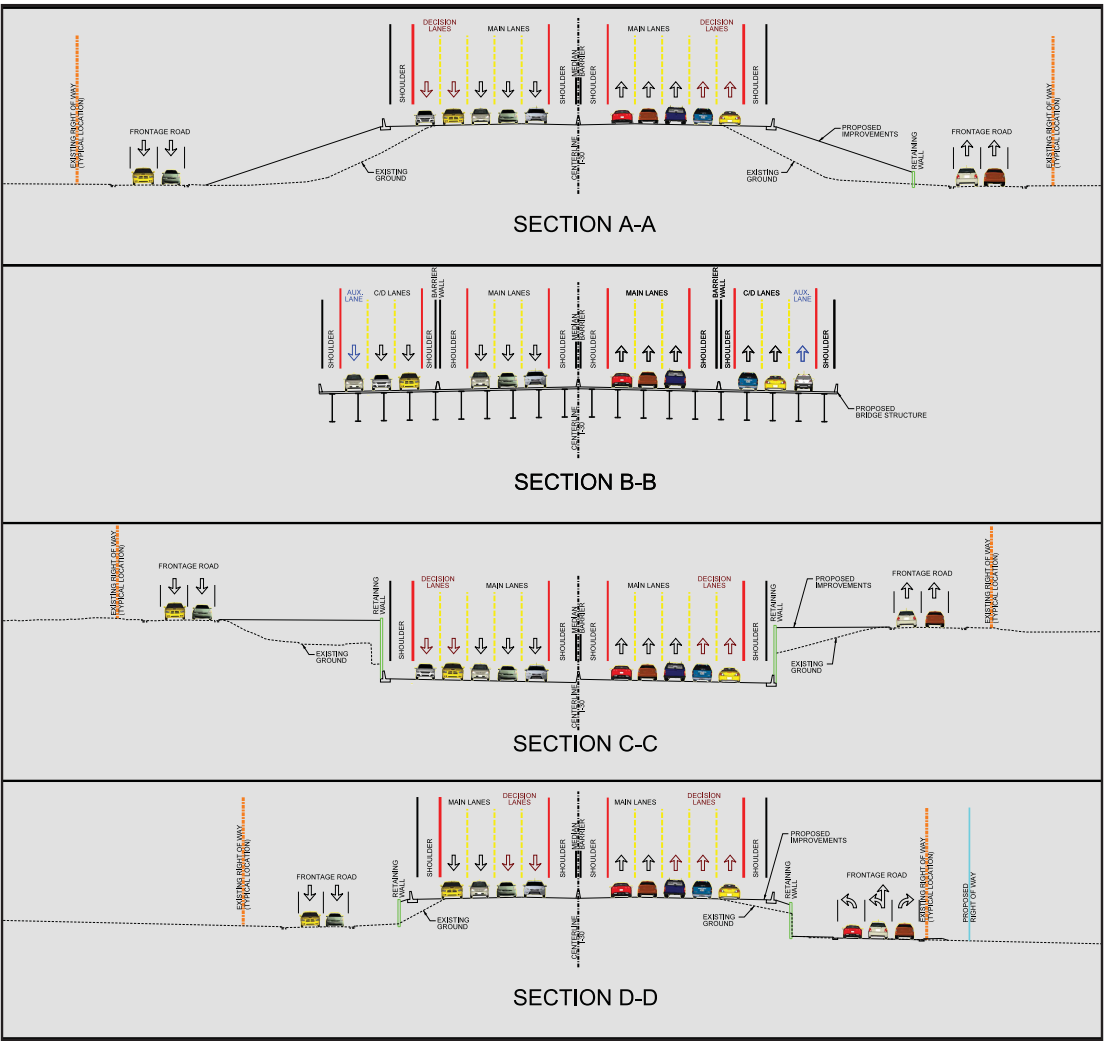 DECISION
LANES
MAIN LANES
MAIN LANES
DECISION
LANES
SHOULDER
SHOULDER
MEDIAN
BARRIER
SHOULDER
SHOULDER
EXISTING RIGHT OF WAY
(TYPICAL LOCATION)
FRONTAGE ROAD
EXISTING
GROUND
CENTERLINE
I-30
EXISTING
GROUND
PROPOSED
IMPROVEMENTS
RETAINING
WALL
FRONTAGE ROAD
EXISTING RIGHT OF WAY
(TYPICAL LOCATION)
SECTION A-A
AUX.
LANE
C/D LANES
BARRIER
WALL
MAIN LANES
MAIN LANES
BARRIER
WALL
C/D LANES
AUX.
LANE
SHOULDER
SHOULDER
SHOULDER
SHOULDER
MEDIAN
BARRIER
SHOULDER
SHOULDER
SHOULDER
SHOULDER
CENTERLINE
I-30
PROPOSED
BRIDGE STRUCTURE
SECTION B-B
EXISTING RIGHT OF WAY
(TYPICAL LOCATION)
FRONTAGE ROAD
EXISTING
GROUND
RETAINING
WALL
DECISION
LANES
MAIN LANES
MAIN LANES
DECISION
LANES
SHOULDER
SHOULDER
MEDIAN
BARRIER
SHOULDER
SHOULDER
CENTERLINE
I-30
RETAINING
WALL
PROPOSED
IMPROVEMENTS
EXISTING
GROUND
FRONTAGE ROAD
EXISTING RIGHT OF WAY
(TYPICAL LOCATION)
SECTION C-C
EXISTING RIGHT OF WAY
(TYPICAL LOCATION)
FRONTAGE ROAD
RETAINING
WALL
EXISTING
GROUND
MAIN LANES
DECISION
LANES
MAIN LANES
DECISION
LANES
SHOULDER
SHOULDER
MEDIAN
BARRIER
SHOULDER
SHOULDER
CENTERLINE
I-30
EXISTING
GROUND
PROPOSED
IMPROVEMENTS
RETAINING
WALL
FRONTAGE ROAD
EXISTING RIGHT OF WAY
(TYPICAL LOCATION)
PROPOSED
RIGHT OF WAY
SECTION D-D